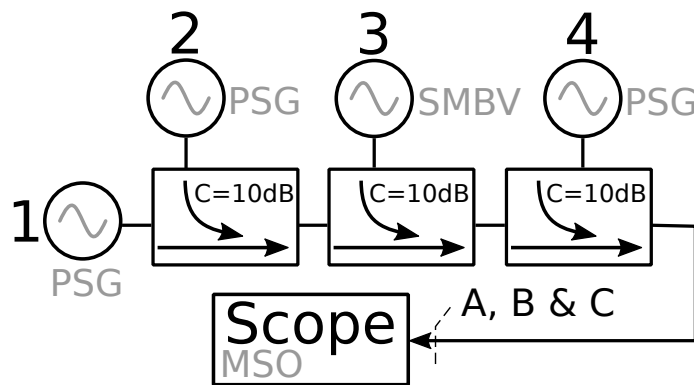 2 3 4
PSG SMBV PSG
C=10dB C=10dB C=10dB
1
PSG
A, B & C
Scope
MSO